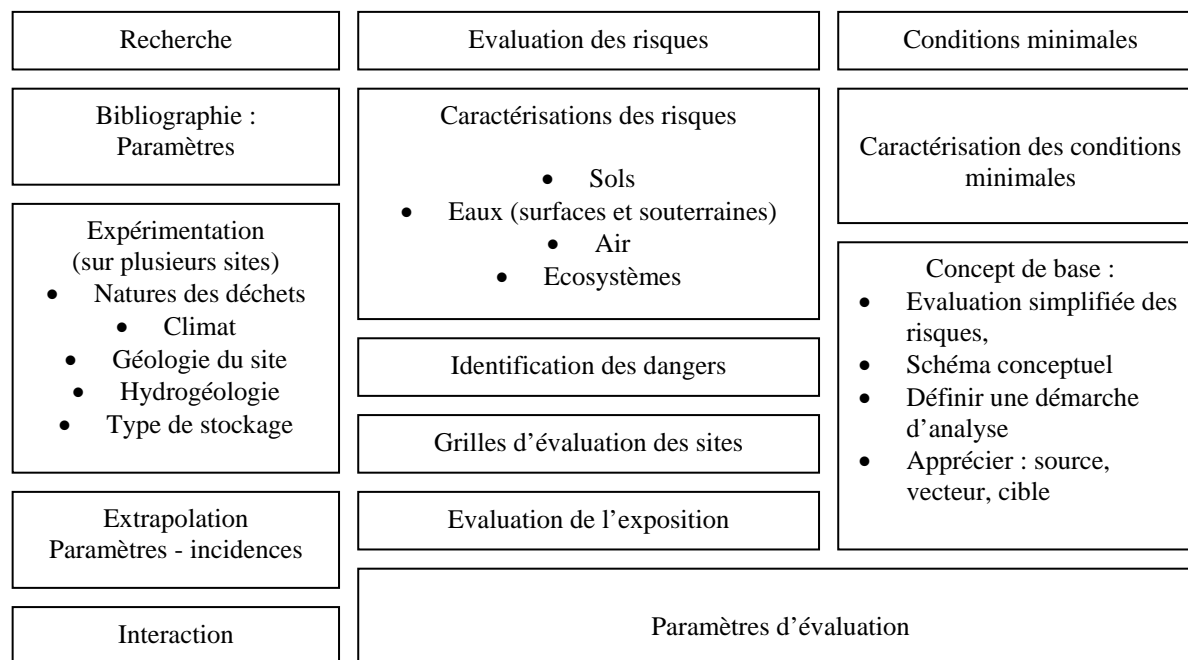 Recherche
Bibliographie :
Paramètres
Expérimentation
(sur plusieurs sites)
• Natures des déchets
• Climat
• Géologie du site
• Hydrogéologie
• Type de stockage
Extrapolation
Paramètres - incidences
Interaction
Evaluation des risques
Caractérisations des risques
• Sols
• Eaux (surfaces et souterraines)
• Air
• Ecosystèmes
Identification des dangers
Grilles d’évaluation des sites
Evaluation de l’exposition
Conditions minimales
Caractérisation des conditions
minimales
Concept de base :
• Evaluation simplifiée des
risques,
• Schéma conceptuel
• Définir une démarche
d’analyse
• Apprécier : source,
vecteur, cible
Paramètres d’évaluation